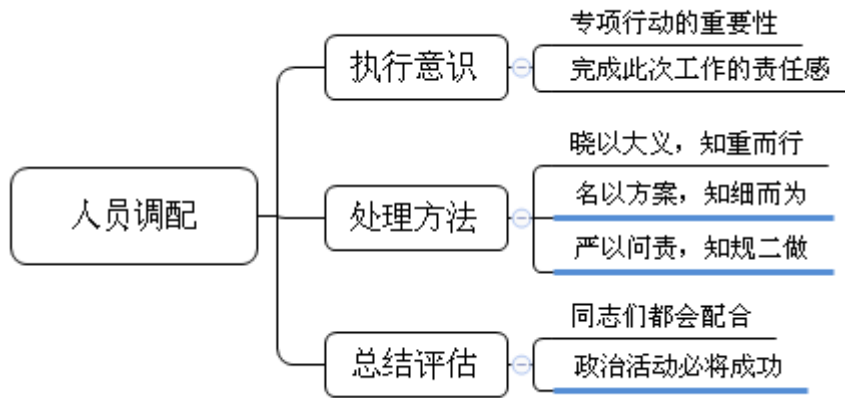 人员调配
执行意识
专项行动的重要性
完成此次工作的责任感
处理方法
晓以大义，知重而行
名以方案，知细而为
严以问责，知规二做
总结评估
同志们都会配合
政治活动必将成功